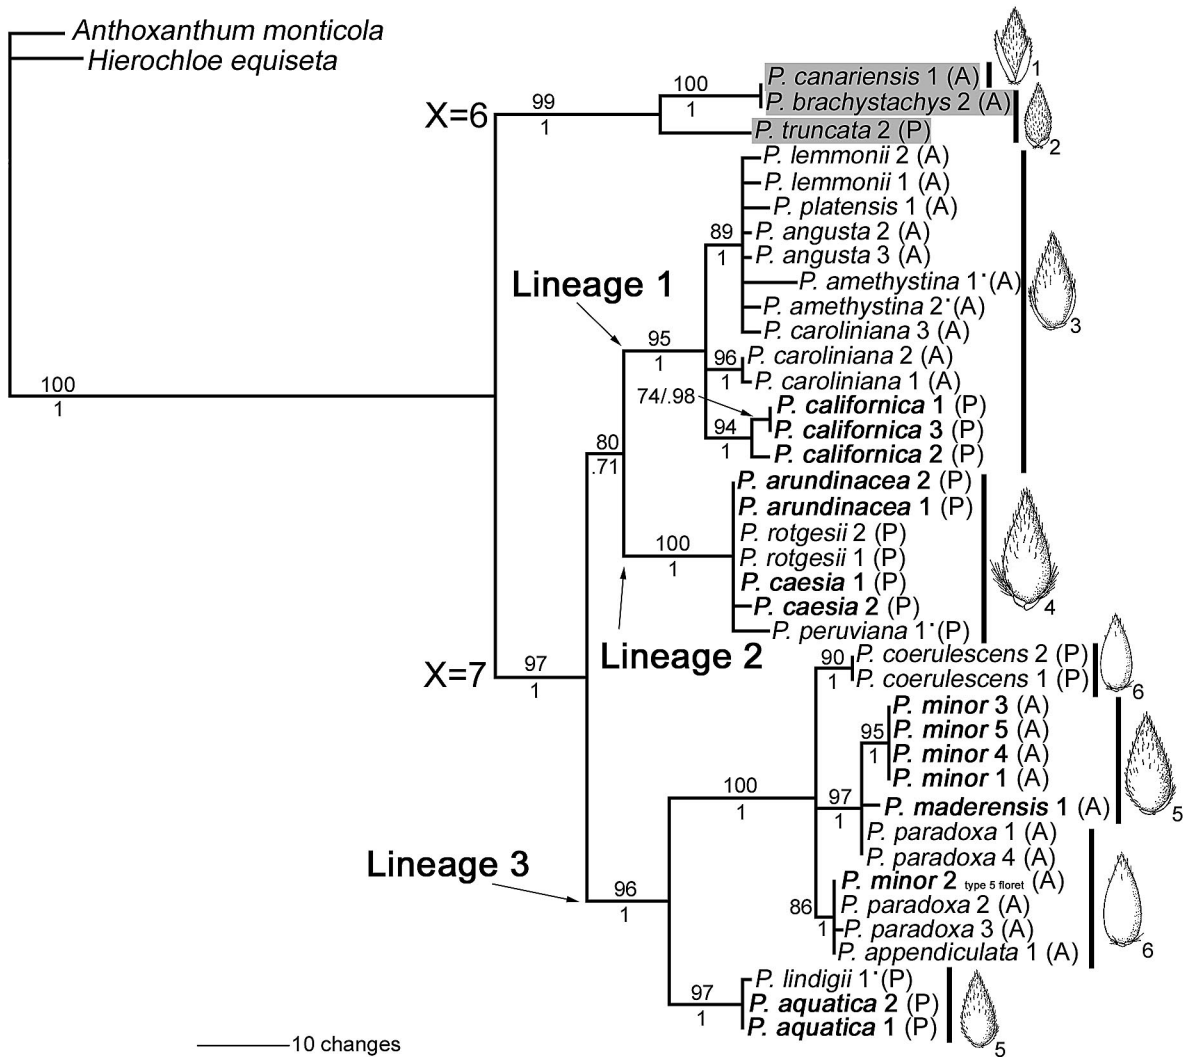 Anthoxanthum monticola
Hierochloe equiseta
P. canariensis 1 (A)
1
100
1
P. brachystachys 2 (A)
X=6
99
1
P. truncata 2 (P)
2
P. lemmonii 2 (A)
P. lemmonii 1 (A)
P. platensis 1 (A)
89
1
P. angusta 2 (A)
P. angusta 3 (A)
Lineage 1
P. amethystina 1*(A)
P. amethystina 2*(A)
3
P. caroliniana 3 (A)
95
1
96
1
P. caroliniana 2 (A)
P. caroliniana 1 (A)
100
1
74/.98
P. californica 1 (P)
94
1
P. californica 3 (P)
P. californica 2 (P)
80
.71
P. arundinacea 2 (P)
P. arundinacea 1 (P)
P. rotgesii 2 (P)
100
1
P. rotgesii 1 (P)
P. caesia 1 (P)
P. caesia 2 (P)
4
P. peruviana 1*(P)
Lineage 2
X=7
97
1
90
1
P. coerulescens 2 (P)
P. coerulescens 1 (P)
6
P. minor 3 (A)
95
1
P. minor 5 (A)
P. minor 4 (A)
P. minor 1 (A)
100
1
97
1
P. maderensis 1 (A)
5
P. paradoxa 1 (A)
P. paradoxa 4 (A)
Lineage 3
96
1
P. minor 2 type 5 floret (A)
86
1
P. paradoxa 2 (A)
P. paradoxa 3 (A)
P. appendiculata 1 (A)
6
P. lindigii 1*(P)
97
1
P. aquatica 2 (P)
P. aquatica 1 (P)
5
10 changes